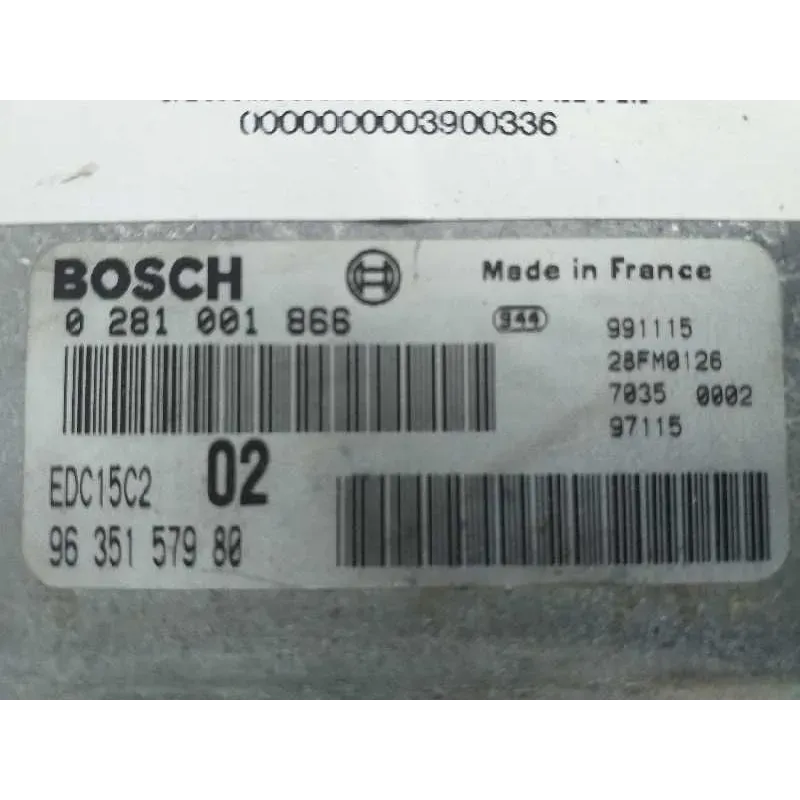 0000000003900336
BOSCH
Made in France
0 281 001 866
944
991115
28FM0126
7035 0002
97115
EDC15C2 02
96 351 579 80